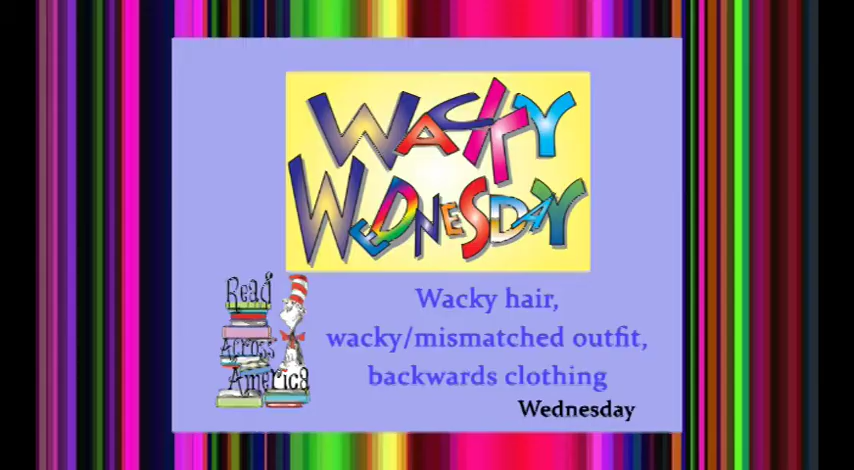 WACKY
WEDNESDAY
Read
Across
America
Wacky hair,
wacky/mismatched outfit,
backwards clothing
Wednesday